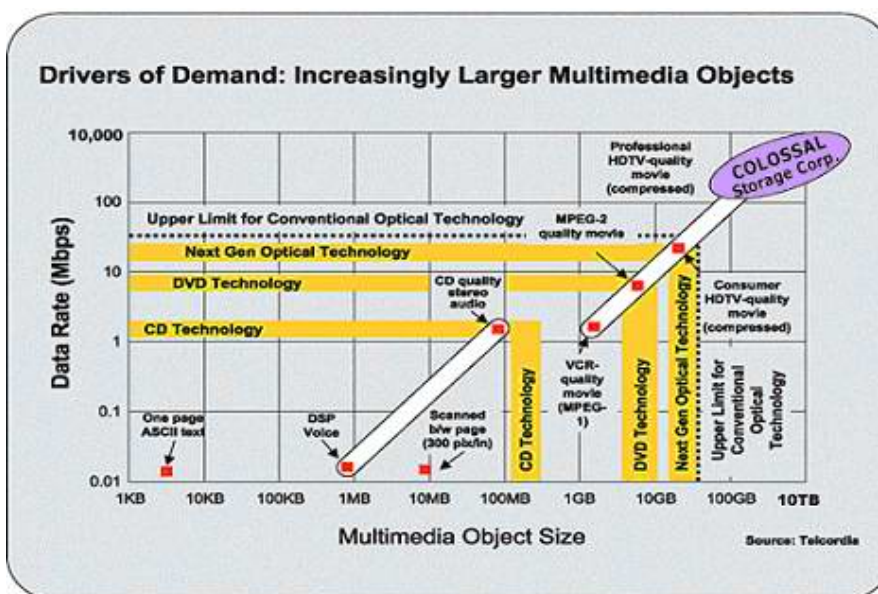 Drivers of Demand: Increasingly Larger Multimedia Objects
10,000
100
10
1
0.1
0.01
Data Rate (Mbps)
Professional
HDTV-quality
movie
(compressed)
COLOSSAL
Storage Corp.
Upper Limit for Conventional Optical Technology
MPEG-2
quality movie
Next Gen Optical Technology
DVD Technology
CD quality
stereo
audio
Consumer
HDTV-quality
movie
(compressed)
CD Technology
VCR-
quality
movie
(MPEG-
1)
One page
ASCII text
DSP
Voice
Scanned
b/w page
(300 pix/in)
CD Technology
DVD Technology
Next Gen Optical Technology
Upper Limit for
Conventional
Optical
Technology
1KB
10KB
100KB
1MB
10MB
100MB
1GB
10GB
100GB
10TB
Multimedia Object Size
Source: Telcordia